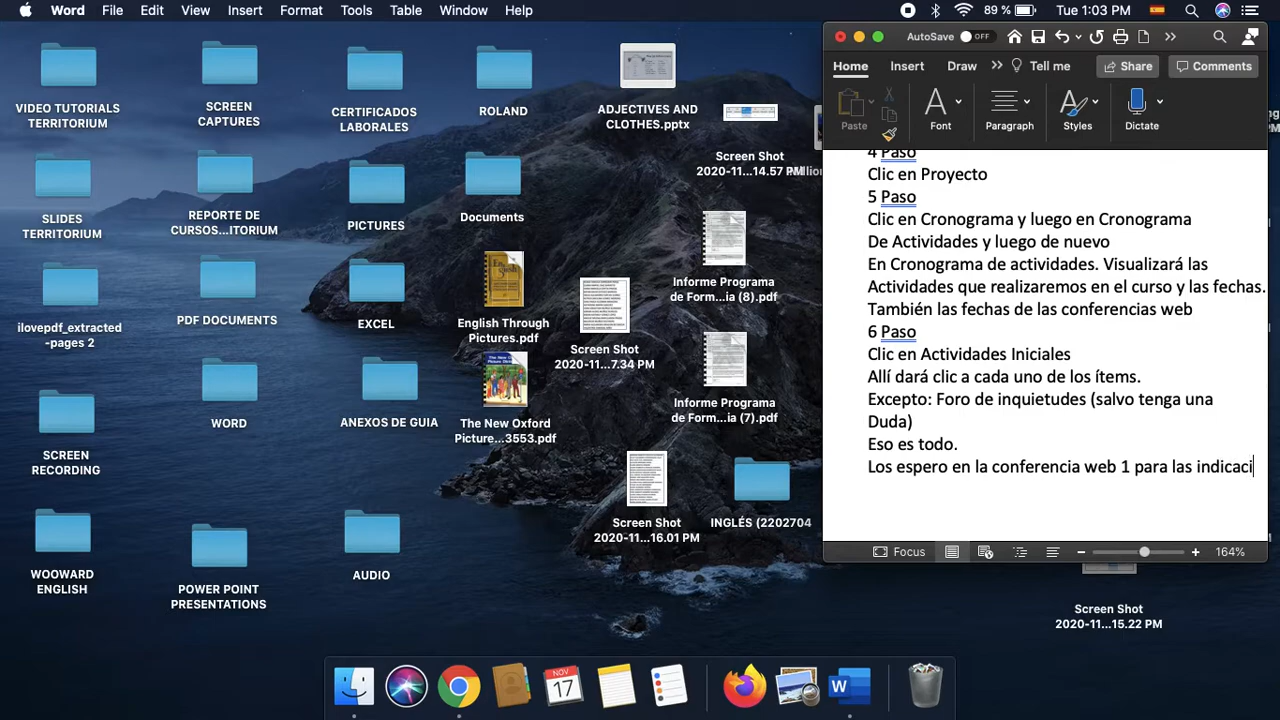 Word File Edit View Insert Format Tools Table Window Help 89 % Tue 1:03 PM
AutoSave OFF
Home Insert Draw Tell me Share Comments
Paste Font Paragraph Styles Dictate
4 Paso
Clic en Proyecto
5 Paso
Clic en Cronograma y luego en Cronograma
De Actividades y luego de nuevo
En Cronograma de actividades. Visualizará las
Actividades que realizaremos en el curso y las fechas.
También las fechas de las conferencias web
6 Paso
Clic en Actividades Iniciales
Allí dará clic a cada uno de los ítems.
Excepto: Foro de inquietudes (salvo tenga una
Duda)
Eso es todo.
Los espero en la conferencia web 1 para las indicaci
Focus 164%
VIDEO TUTORIALS
TERRITORIUM
SCREEN
CAPTURES
CERTIFICADOS
LABORALES
ROLAND
ADJECTIVES AND
CLOTHES.pptx
Screen Shot
2020-11...14.57 PM
SLIDES
TERRITORIUM
REPORTE DE
CURSOS...ITORIUM
PICTURES
Documents
Informe Programa
de Form...ia (8).pdf
ilovepdf_extracted
-pages 2
PDF DOCUMENTS
EXCEL
English Through
Pictures.pdf
Screen Shot
2020-11...7.34 PM
Informe Programa
de Form...ia (7).pdf
SCREEN
RECORDING
WORD
ANEXOS DE GUIA
The New Oxford
Picture...3553.pdf
Screen Shot
2020-11...16.01 PM
INGLÉS (2202704
WOOWARD
ENGLISH
POWER POINT
PRESENTATIONS
AUDIO
Screen Shot
2020-11...15.22 PM
NOV
17
W